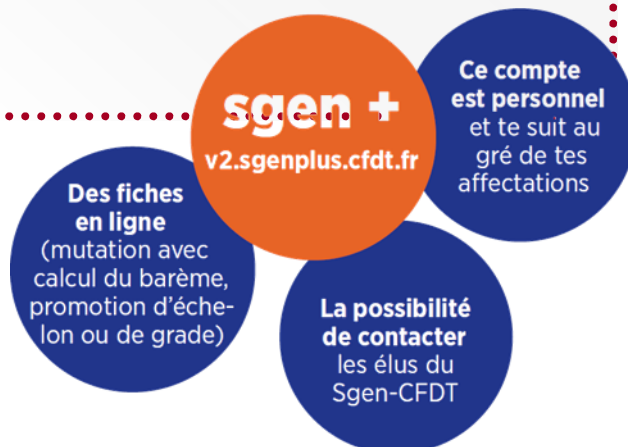 sgen +
v2.sgenplus.cfdt.fr
Ce compte
est personnel
et te suit au
gré de tes
affectations
Des fiches
en ligne
(mutation avec
calcul du barème,
promotion d'éche-
lon ou de grade)
La possibilité
de contacter
les élus du
Sgen-CFDT